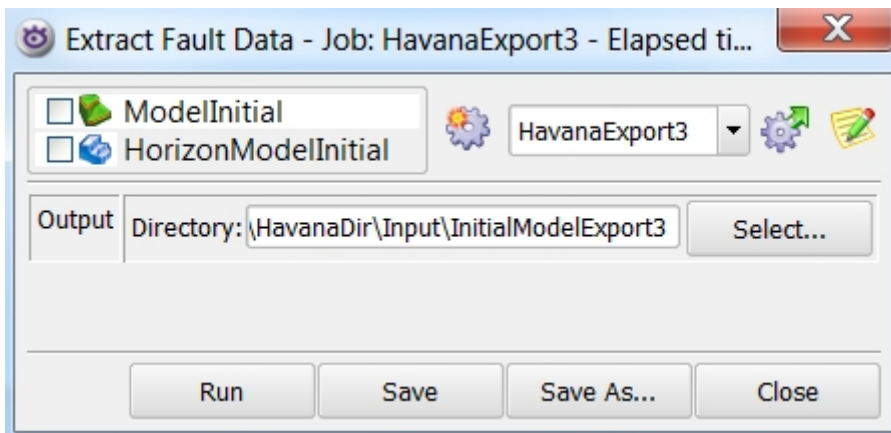 Extract Fault Data - Job: HavanaExport3 - Elapsed ti...
ModelInitial
HorizonModelInitial
HavanaExport3
Output
Directory:
\HavanaDir\Input\InitialModelExport3
Select...
Run
Save
Save As...
Close